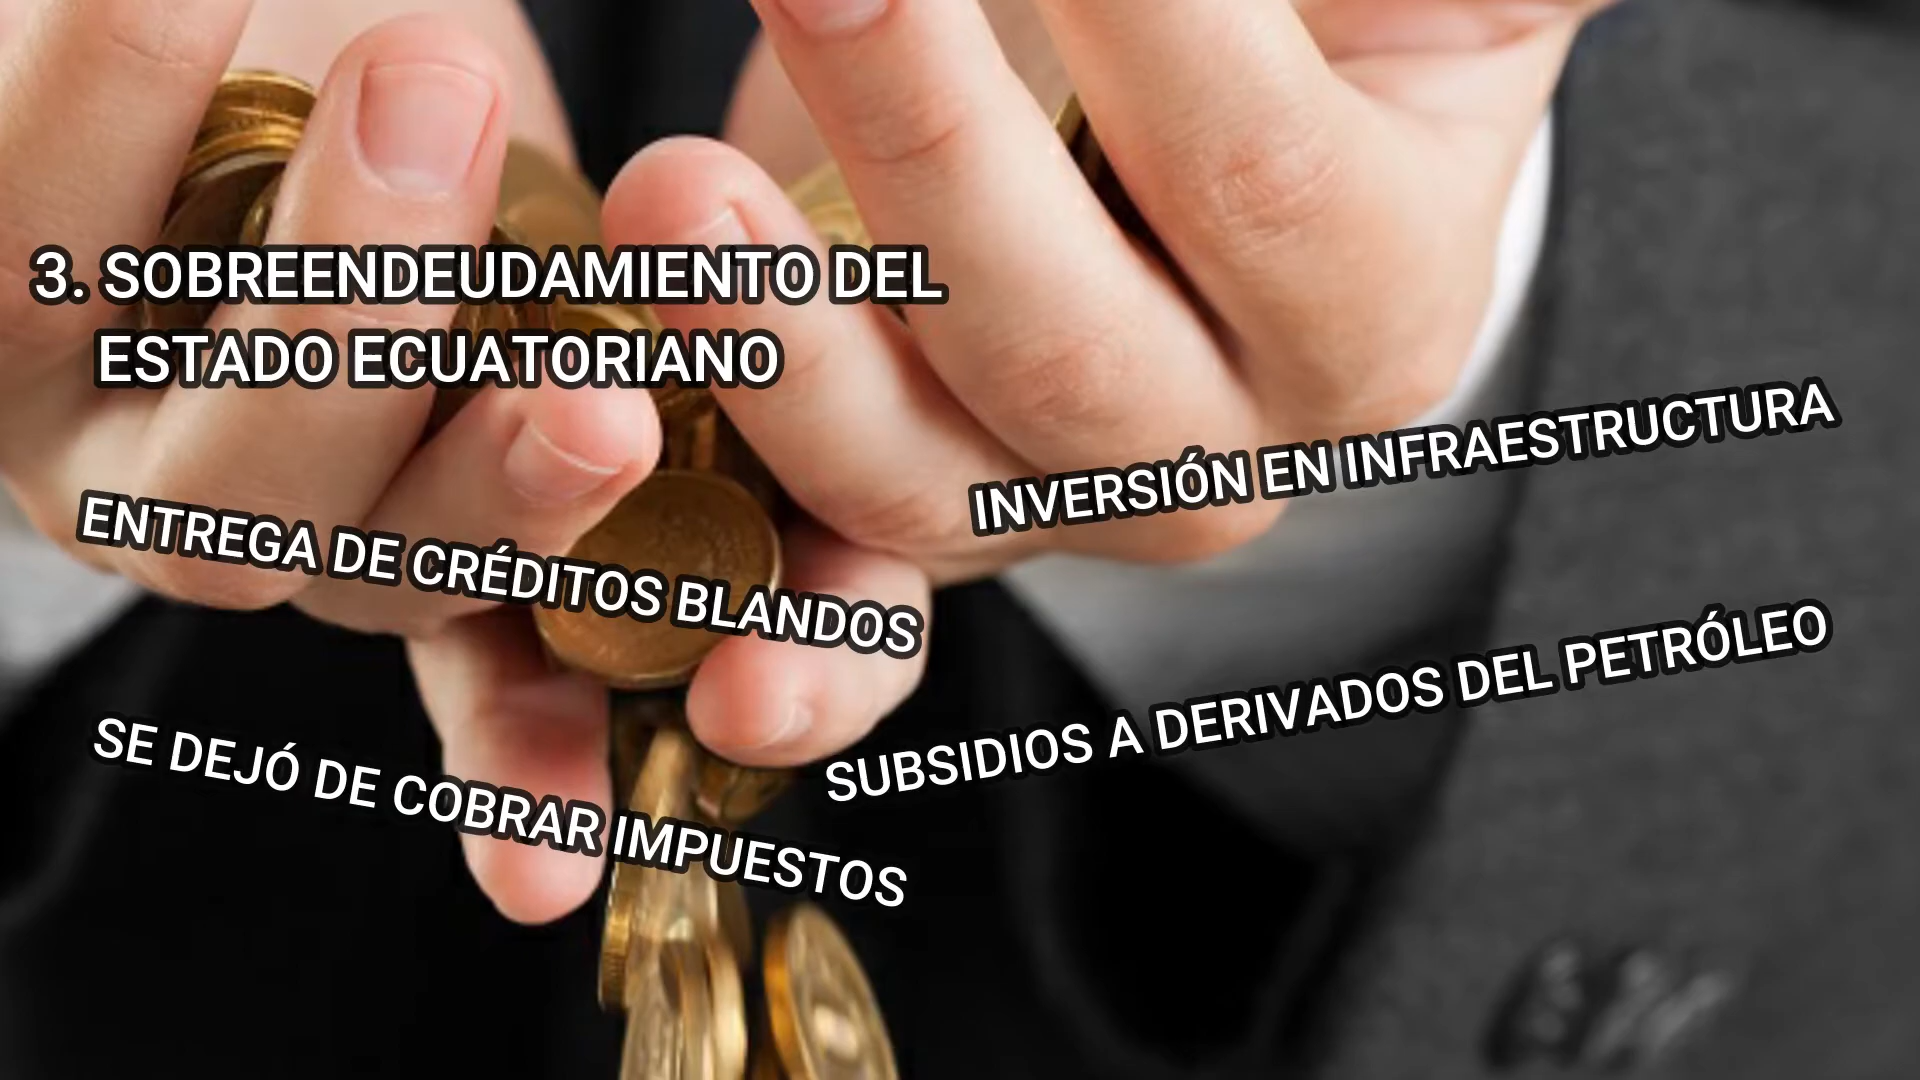 3. SOBREENDEUDAMIENTO DEL
ESTADO ECUATORIANO
ENTREGA DE CRÉDITOS BLANDOS
SE DEJÓ DE COBRAR IMPUESTOS
INVERSIÓN EN INFRAESTRUCTURA
SUBSIDIOS A DERIVADOS DEL PETRÓLEO